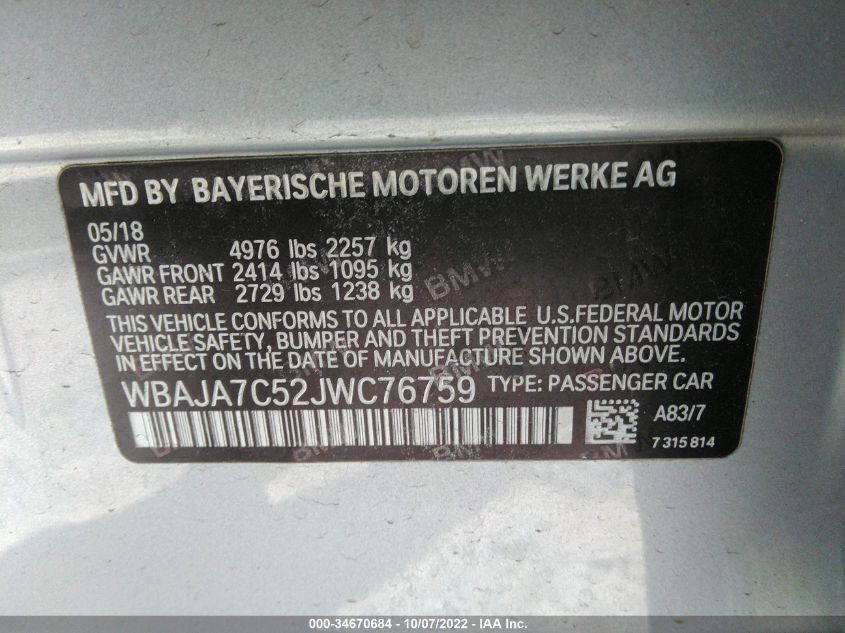 MFD BY BAYERISCHE MOTOREN WERKE AG
05/18
GVWR 4976 lbs 2257 kg
GAWR FRONT 2414 lbs 1095 kg
GAWR REAR 2729 lbs 1238 kg
THIS VEHICLE CONFORMS TO ALL APPLICABLE U.S.FEDERAL MOTOR
VEHICLE SAFETY, BUMPER AND THEFT PREVENTION STANDARDS
IN EFFECT ON THE DATE OF MANUFACTURE SHOWN ABOVE.
WBAJA7C52JWC76759 TYPE: PASSENGER CAR
A83/7
7 315 814
000-34670684 - 10/07/2022 - IAA Inc.